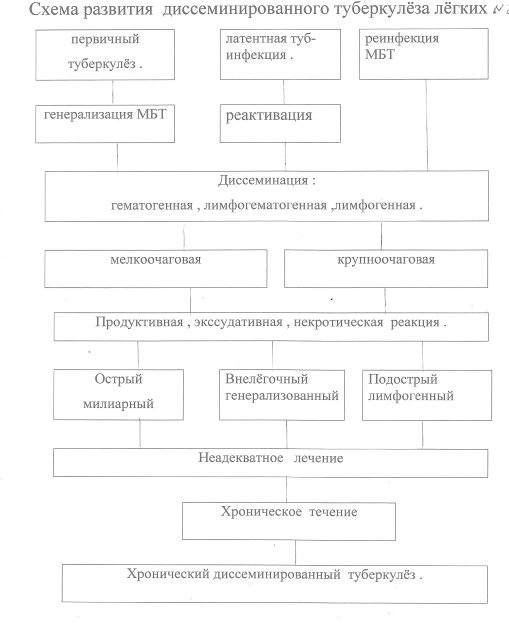 Схема развития диссеминированного туберкулёза лёгких
первичный
туберкулёз .
латентная туб-
инфекция .
реинфекция
МБТ
генерализация МБТ
реактивация
Диссеминация :
гематогенная , лимфогематогенная ,лимфогенная .
мелкоочаговая
крупноочаговая
Продуктивная , экссудативная , некротическая реакция .
Острый
милиарный
Внелёгочный
генерализованный
Подострый
лимфогенный
Неадекватное лечение
Хроническое течение
Хронический диссеминированный туберкулёз .